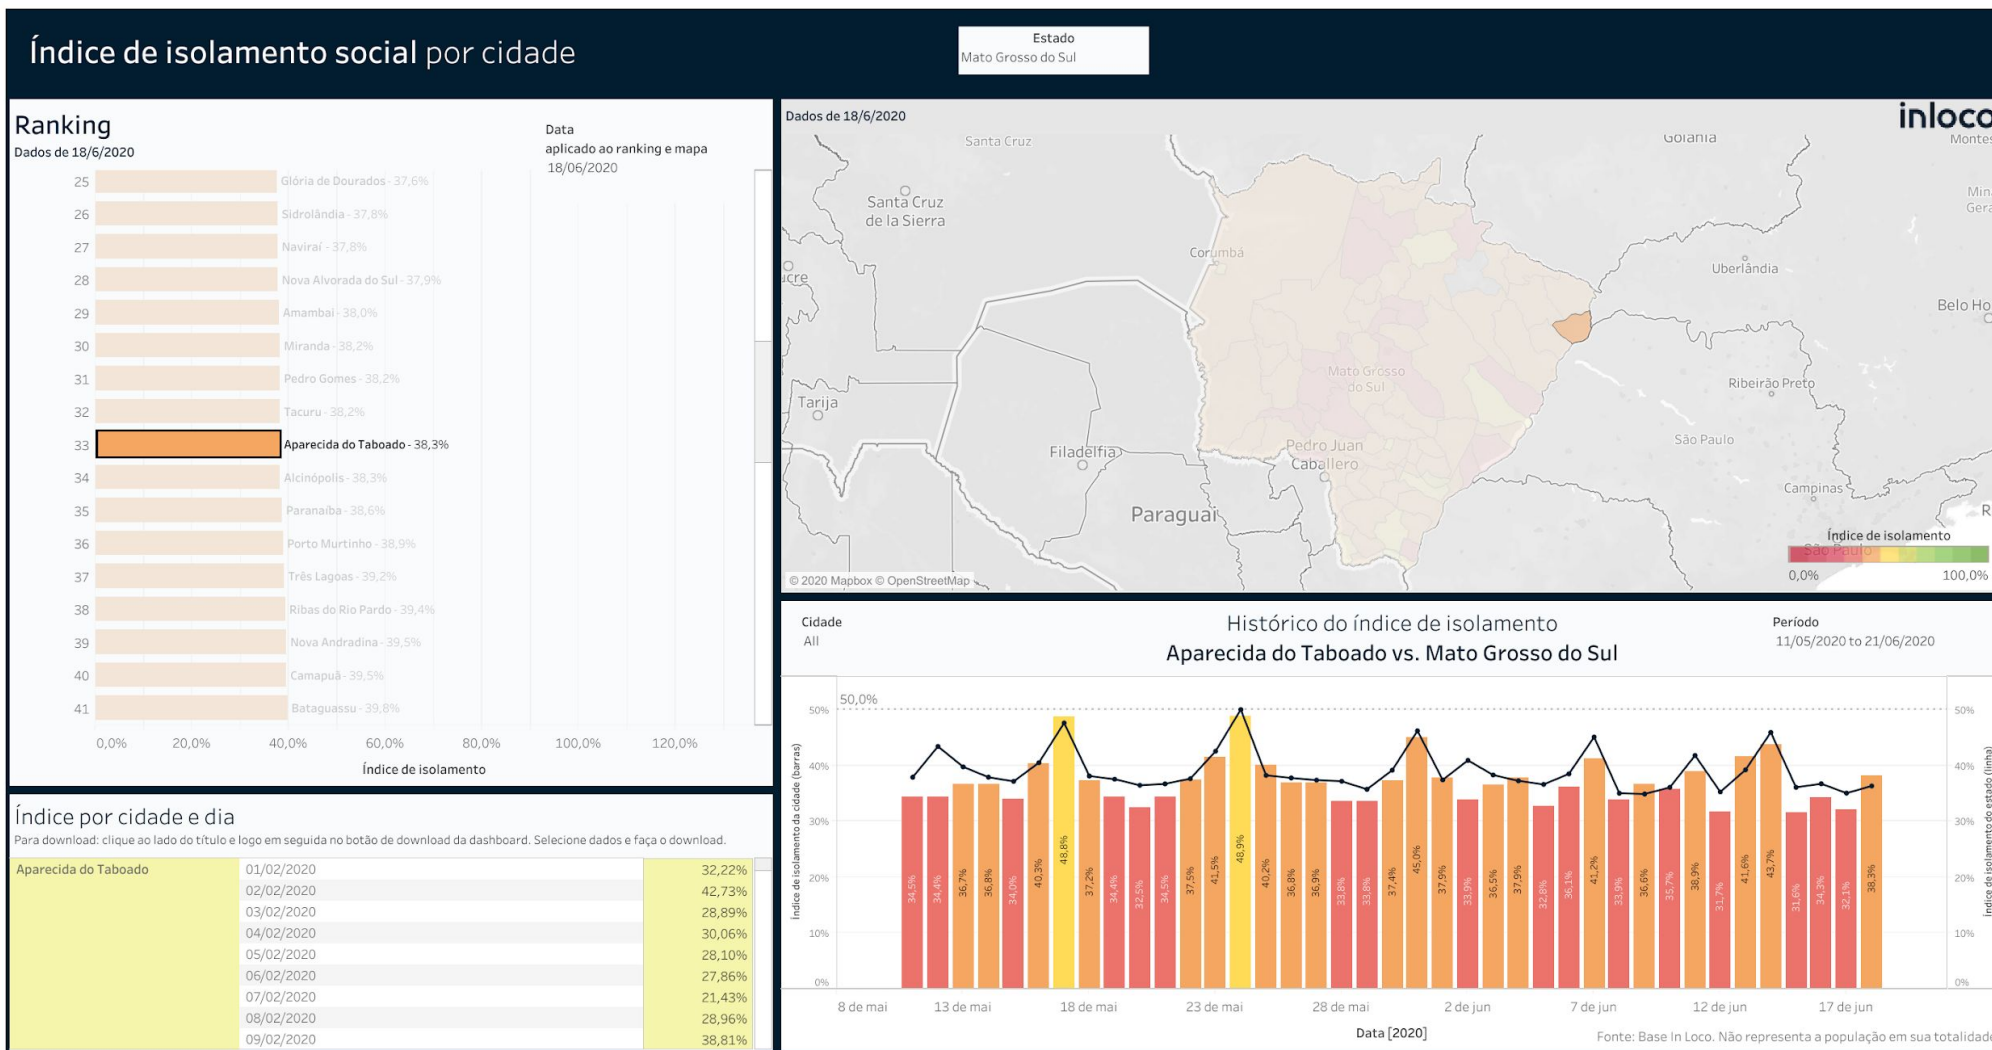 Índice de isolamento social por cidade
Estado
Mato Grosso do Sul
Ranking
Dados de 18/6/2020
Data
aplicado ao ranking e mapa
18/06/2020
25 Glória de Dourados - 37,6%
26 Sidrolândia - 37,8%
27 Naviraí - 37,8%
28 Nova Alvorada do Sul - 37,9%
29 Amambai - 38,0%
30 Miranda - 38,2%
31 Pedro Gomes - 38,2%
32 Tacuru - 38,2%
33 Aparecida do Taboado - 38,3%
34 Alcinópolis - 38,3%
35 Paranaíba - 38,6%
36 Porto Murtinho - 38,9%
37 Três Lagoas - 39,2%
38 Ribas do Rio Pardo - 39,4%
39 Nova Andradina - 39,5%
40 Camapuã - 39,5%
41 Bataguassu - 39,8%
0,0% 20,0% 40,0% 60,0% 80,0% 100,0% 120,0%
Índice de isolamento
Índice por cidade e dia
Para download: clique ao lado do título e logo em seguida no botão de download da dashboard. Selecione dados e faça o download.
Aparecida do Taboado 01/02/2020 32,22%
02/02/2020 42,73%
03/02/2020 28,89%
04/02/2020 30,06%
05/02/2020 28,10%
06/02/2020 27,86%
07/02/2020 21,43%
08/02/2020 28,96%
09/02/2020 38,81%
Dados de 18/6/2020
inloco
Santa Cruz
Goiânia
Montes
Santa Cruz
de la Sierra
Min
Gera
Corumbá
ucre
Uberlândia
Belo Ho
Mato Grosso
do Sul
Ribeirão Preto
Tarija
São Paulo
Filadelfia
Pedro Juan
Caballero
Campinas
Paraguai
R
Índice de isolamento
São Paulo
0,0% 100,0%
© 2020 Mapbox © OpenStreetMap
Cidade
All
Histórico do índice de isolamento
Aparecida do Taboado vs. Mato Grosso do Sul
Período
11/05/2020 to 21/06/2020
Índice de isolamento da cidade (barras)
50,0%
50%
40%
30%
20%
10%
0%
34,5% 34,4% 36,7% 36,8% 34,0% 40,3% 48,8% 37,2% 34,4% 32,5% 34,5% 37,5% 41,5% 48,9% 40,2% 36,8% 36,9% 33,8% 33,8% 37,4% 45,0% 37,9% 33,9% 36,5% 37,9% 32,8% 36,1% 41,2% 33,9% 36,6% 35,7% 38,9% 31,7% 41,6% 43,7% 31,6% 34,3% 32,1% 38,3%
50%
40%
30%
20%
10%
0%
Índice de isolamento do estado (linha)
8 de mai 13 de mai 18 de mai 23 de mai 28 de mai 2 de jun 7 de jun 12 de jun 17 de jun
Data [2020]
Fonte: Base In Loco. Não representa a população em sua totalidade